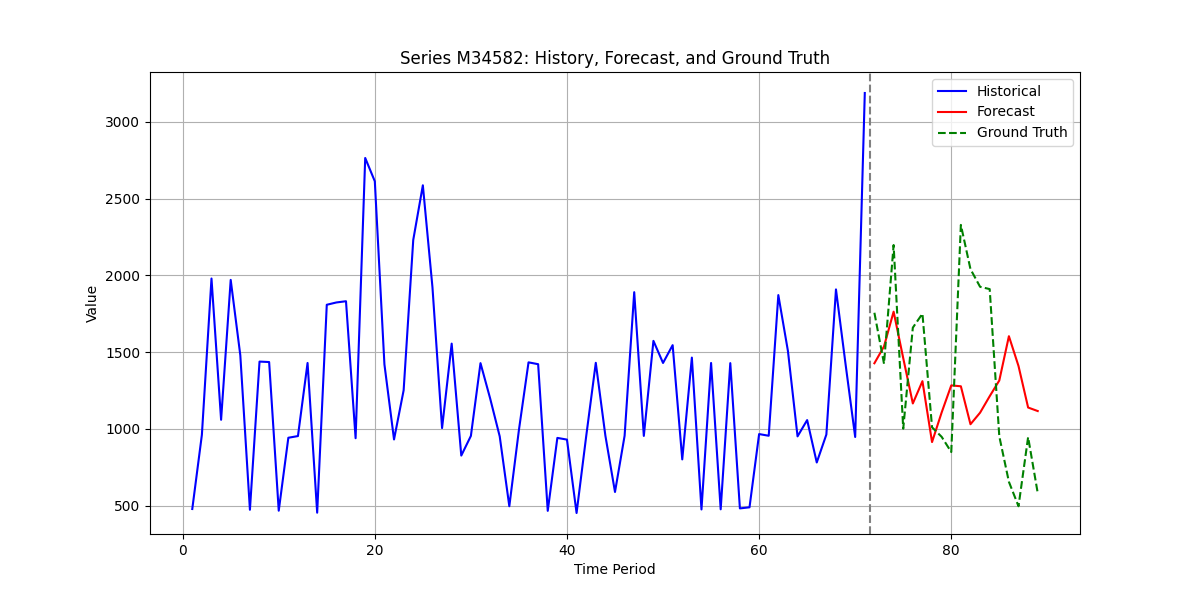 Series M34582: History, Forecast, and Ground Truth
Historical
Forecast
Ground Truth
3000
2500
2000
1500
1000
500
Value
0 20 40 60 80
Time Period